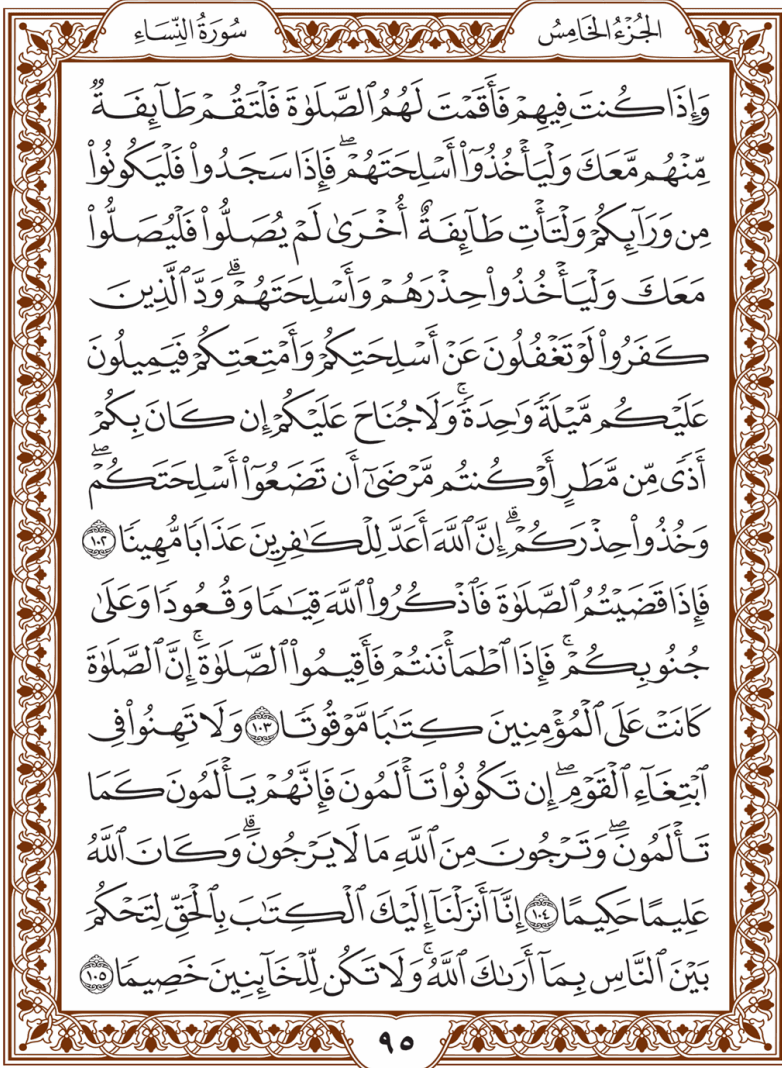 الجُزْءُ الخَامِسُ
سُورَةُ النِّسَاءِ
وَإِذَا كُنتَ فِيهِمْ فَأَقَمْتَ لَهُمُ ٱلصَّلَوٰةَ فَلْتَقُمْ طَآئِفَةٌ
مِّنْهُم مَّعَكَ وَلْيَأْخُذُوٓا۟ أَسْلِحَتَهُمْۖ فَإِذَا سَجَدُوا۟ فَلْيَكُونُوا۟
مِن وَرَآئِكُمْ وَلْتَأْتِ طَآئِفَةٌ أُخْرَىٰ لَمْ يُصَلُّوا۟ فَلْيُصَلُّوا۟
مَعَكَ وَلْيَأْخُذُوا۟ حِذْرَهُمْ وَأَسْلِحَتَهُمْۗ وَدَّ ٱلَّذِينَ
كَفَرُوا۟ لَوْ تَغْفُلُونَ عَنْ أَسْلِحَتِكُمْ وَأَمْتِعَتِكُمْ فَيَمِيلُونَ
عَلَيْكُم مَّيْلَةً وَٰحِدَةًۚ وَلَا جُنَاحَ عَلَيْكُمْ إِن كَانَ بِكُمْ
أَذًى مِّن مَّطَرٍ أَوْ كُنتُم مَّرْضَىٰٓ أَن تَضَعُوٓا۟ أَسْلِحَتَكُمْۖ
وَخُذُوا۟ حِذْرَكُمْۗ إِنَّ ٱللَّهَ أَعَدَّ لِلْكَٰفِرِينَ عَذَابًا مُّهِينًا ١٠٢
فَإِذَا قَضَيْتُمُ ٱلصَّلَوٰةَ فَٱذْكُرُوا۟ ٱللَّهَ قِيَٰمًا وَقُعُودًا وَعَلَىٰ
جُنُوبِكُمْۚ فَإِذَا ٱطْمَأْنَنتُمْ فَأَقِيمُوا۟ ٱلصَّلَوٰةَۚ إِنَّ ٱلصَّلَوٰةَ
كَانَتْ عَلَى ٱلْمُؤْمِنِينَ كِتَٰبًا مَّوْقُوتًا ١٠٣ وَلَا تَهِنُوا۟ فِى
ٱبْتِغَآءِ ٱلْقَوْمِۖ إِن تَكُونُوا۟ تَأْلَمُونَ فَإِنَّهُمْ يَأْلَمُونَ كَمَا
تَأْلَمُونَۖ وَتَرْجُونَ مِنَ ٱللَّهِ مَا لَا يَرْجُونَۗ وَكَانَ ٱللَّهُ
عَلِيمًا حَكِيمًا ١٠٤ إِنَّآ أَنزَلْنَآ إِلَيْكَ ٱلْكِتَٰبَ بِٱلْحَقِّ لِتَحْكُمَ
بَيْنَ ٱلنَّاسِ بِمَآ أَرَىٰكَ ٱللَّهُۚ وَلَا تَكُن لِّلْخَآئِنِينَ خَصِيمًا ١٠٥
٩٥